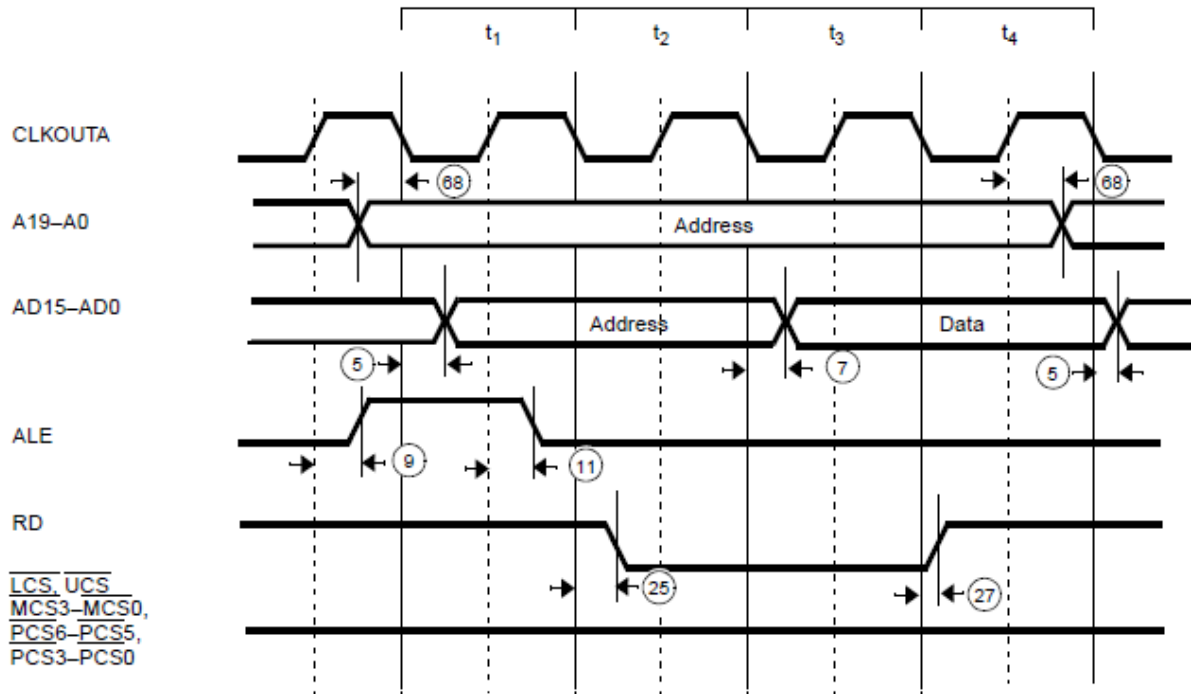 t1 t2 t3 t4
CLKOUTA
68 68
A19–A0 Address
AD15–AD0 Address Data
5 7 5
ALE
9 11
RD
25 27
LCS, UCS
MCS3–MCS0,
PCS6–PCS5,
PCS3–PCS0